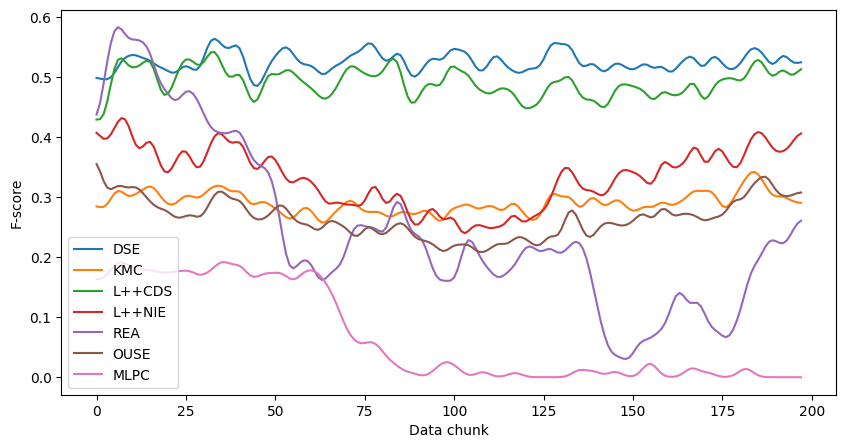 0.6
0.5
0.4
0.3
0.2
0.1
0.0
F-score
DSE
KMC
L++CDS
L++NIE
REA
OUSE
MLPC
0 25 50 75 100 125 150 175 200
Data chunk